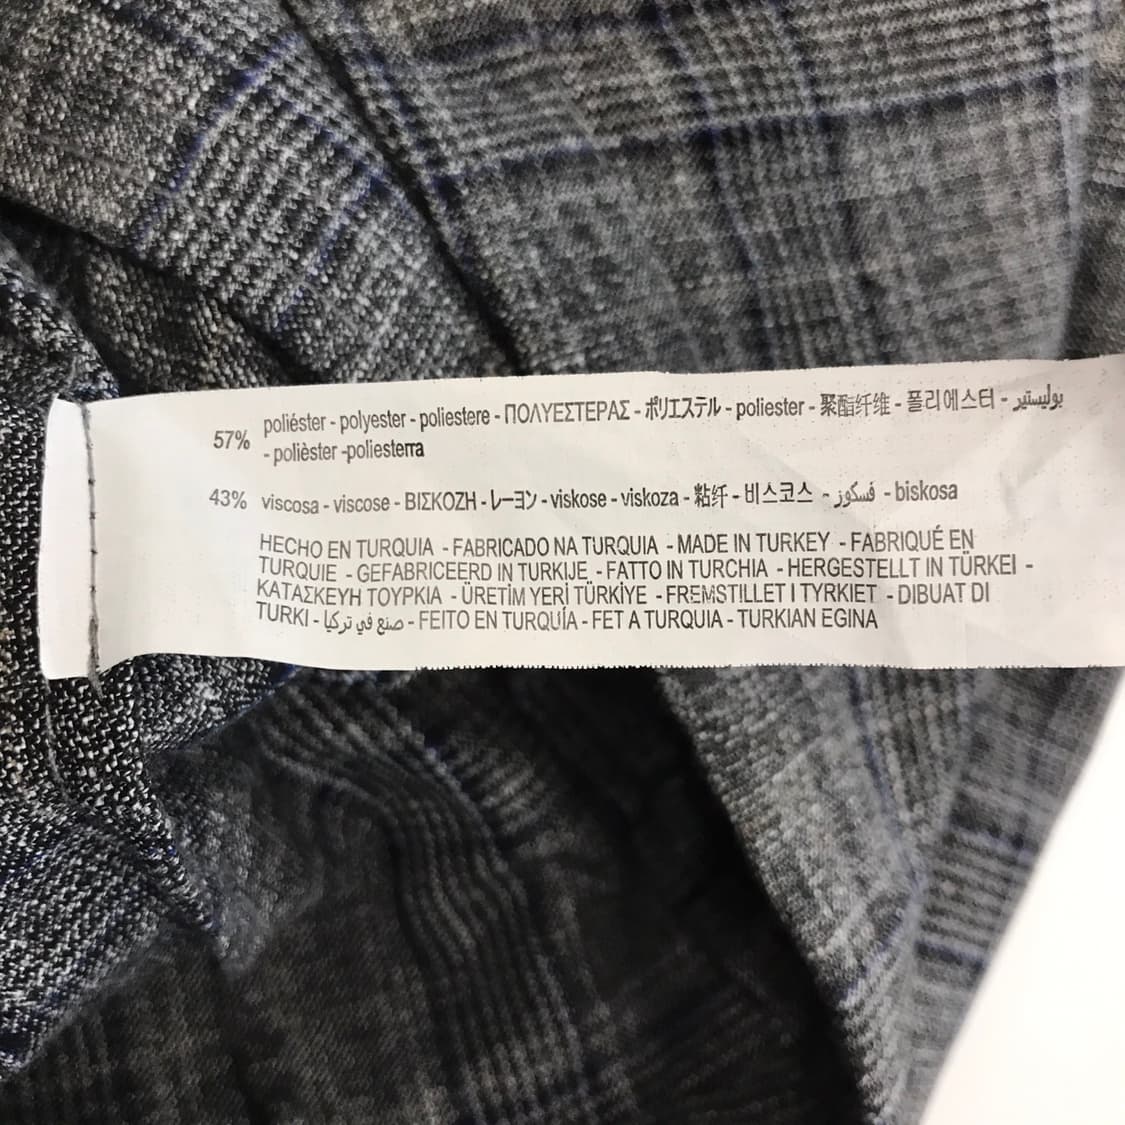 57% poliéster - polyester - poliestere - ΠΟΛΥΕΣΤΕΡΑΣ - ポリエステル - poliester - 聚酯纤维 - 폴리에스터 - بوليستير
- polièster -poliesterra
43% viscosa - viscose - ΒΙΣΚΟΖΗ - レーヨン - viskose - viskoza - 粘纤 - 비스코스 - فسكوز - biskosa
HECHO EN TURQUIA - FABRICADO NA TURQUIA - MADE IN TURKEY - FABRIQUÉ EN
TURQUIE - GEFABRICEERD IN TURKIJE - FATTO IN TURCHIA - HERGESTELLT IN TÜRKEI -
ΚΑΤΑΣΚΕΥΗ ΤΟΥΡΚΙΑ - ÜRETİM YERİ TÜRKİYE - FREMSTILLET I TYRKIET - DIBUAT DI
TURKI - صنع في تركيا - FEITO EN TURQUÍA - FET A TURQUIA - TURKIAN EGINA